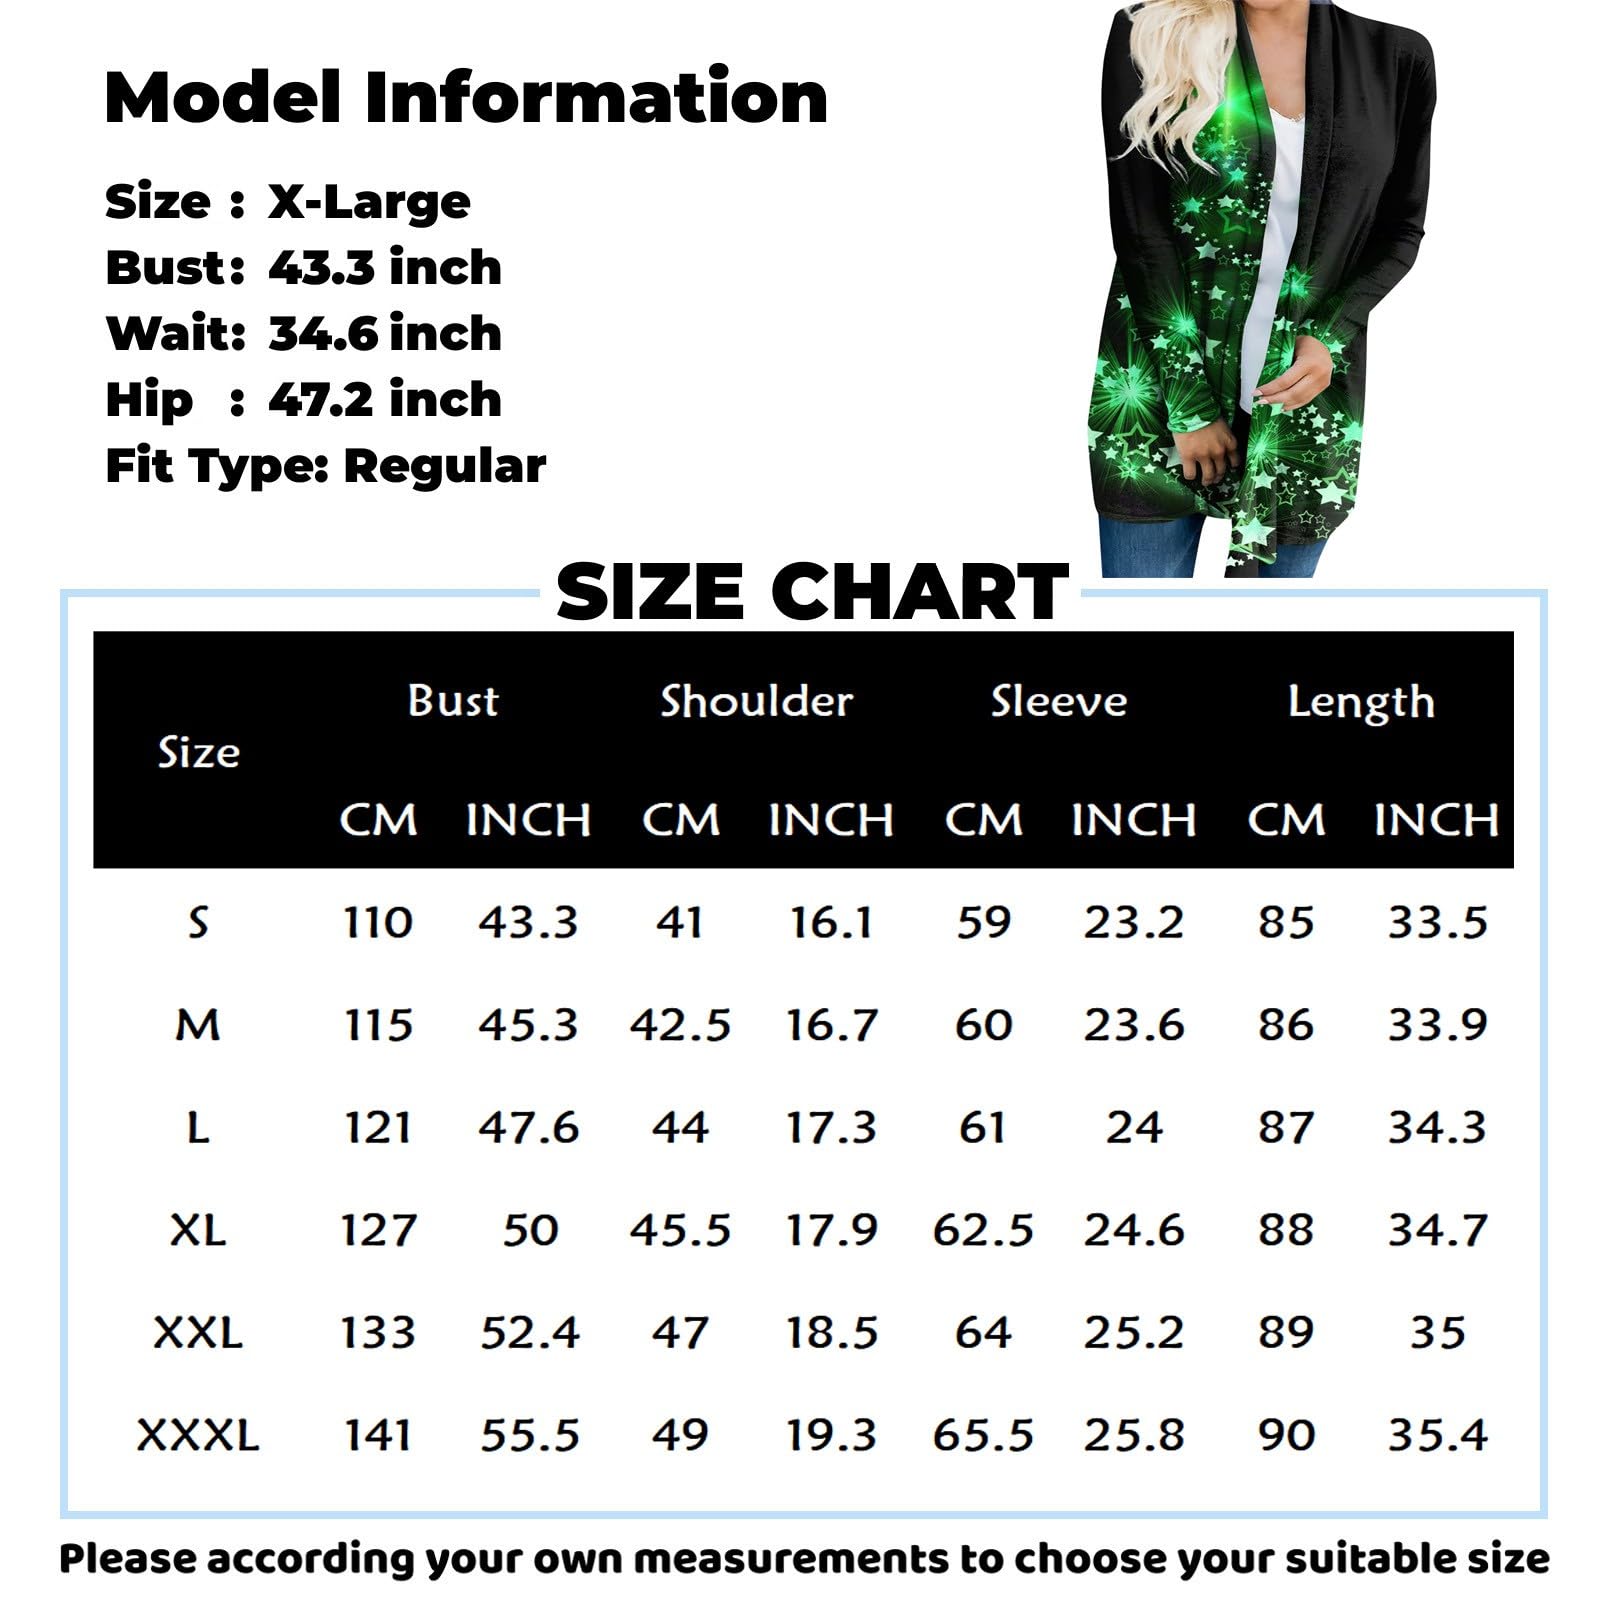 Model Information
Size : X-Large
Bust: 43.3 inch
Wait: 34.6 inch
Hip : 47.2 inch
Fit Type: Regular
SIZE CHART
Size Bust Shoulder Sleeve Length
CM INCH CM INCH CM INCH CM INCH
S 110 43.3 41 16.1 59 23.2 85 33.5
M 115 45.3 42.5 16.7 60 23.6 86 33.9
L 121 47.6 44 17.3 61 24 87 34.3
XL 127 50 45.5 17.9 62.5 24.6 88 34.7
XXL 133 52.4 47 18.5 64 25.2 89 35
XXXL 141 55.5 49 19.3 65.5 25.8 90 35.4
Please according your own measurements to choose your suitable size